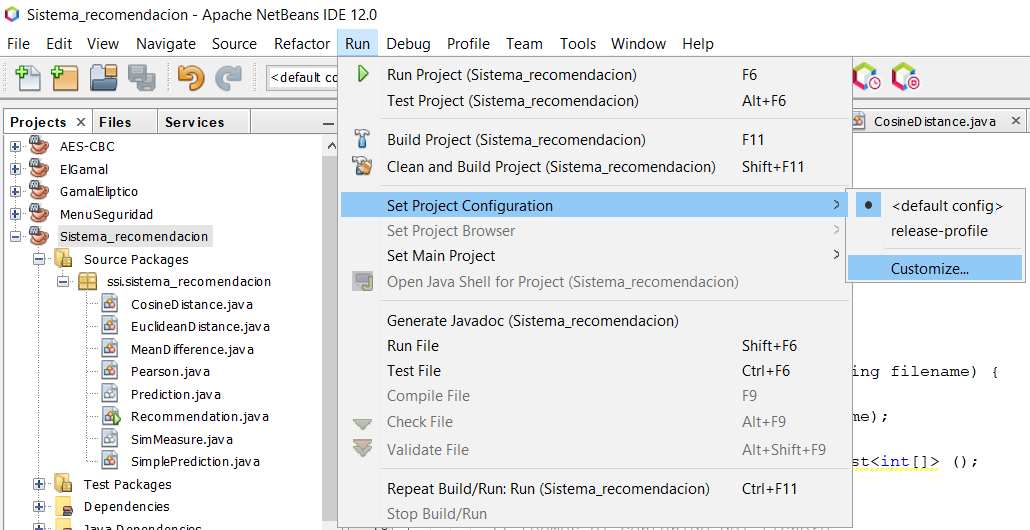 Sistema_recomendacion - Apache NetBeans IDE 12.0
File Edit View Navigate Source Refactor Run Debug Profile Team Tools Window Help
<default co
Projects Files Services
AES-CBC
ElGamal
GamalEliptico
MenuSeguridad
Sistema_recomendacion
Source Packages
ssi.sistema_recomendacion
CosineDistance.java
EuclideanDistance.java
MeanDifference.java
Pearson.java
Prediction.java
Recommendation.java
SimMeasure.java
SimplePrediction.java
Test Packages
Dependencies
Java Dependencies
Run Project (Sistema_recomendacion) F6
Test Project (Sistema_recomendacion) Alt+F6
Build Project (Sistema_recomendacion) F11
Clean and Build Project (Sistema_recomendacion) Shift+F11
Set Project Configuration
Set Project Browser
Set Main Project
Open Java Shell for Project (Sistema_recomendacion)
Generate Javadoc (Sistema_recomendacion)
Run File Shift+F6
Test File Ctrl+F6
Compile File F9
Check File Alt+F9
Validate File Alt+Shift+F9
Repeat Build/Run: Run (Sistema_recomendacion) Ctrl+F11
Stop Build/Run
<default config>
release-profile
Customize...
CosineDistance.java
ing filename) {
me);
st<int[]> ();